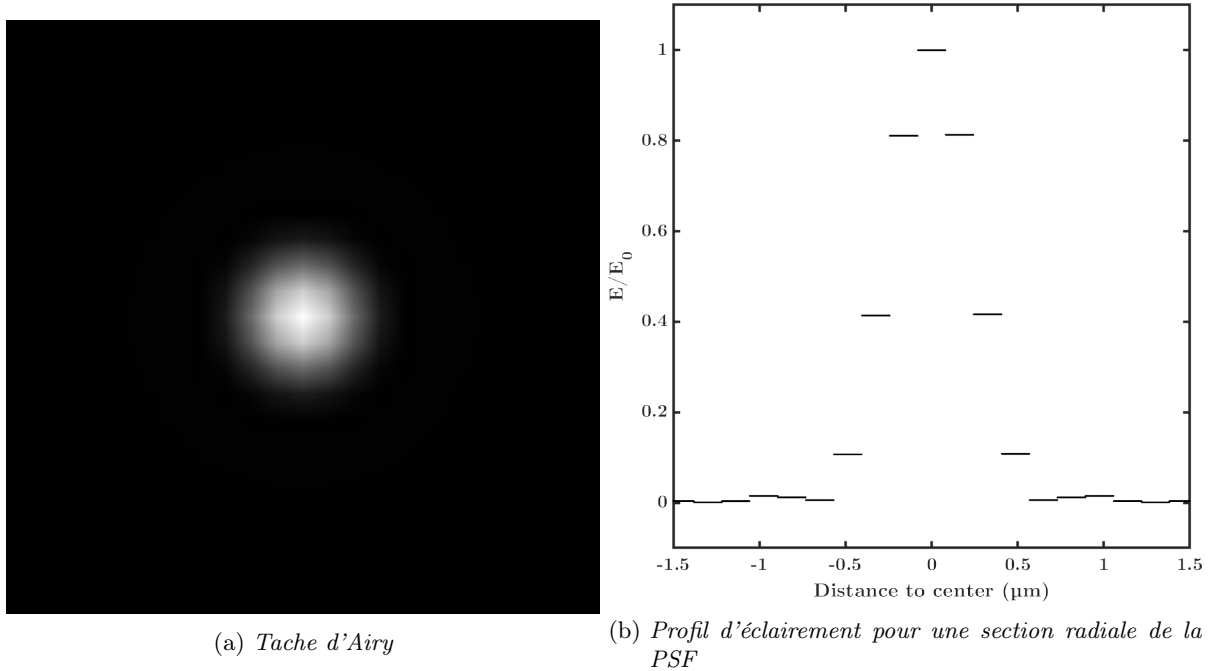 1
0.8
0.6
E/E0
0.4
0.2
0
-1.5 -1 -0.5 0 0.5 1 1.5
Distance to center (µm)
(a) Tache d'Airy
(b) Profil d'éclairement pour une section radiale de la
PSF